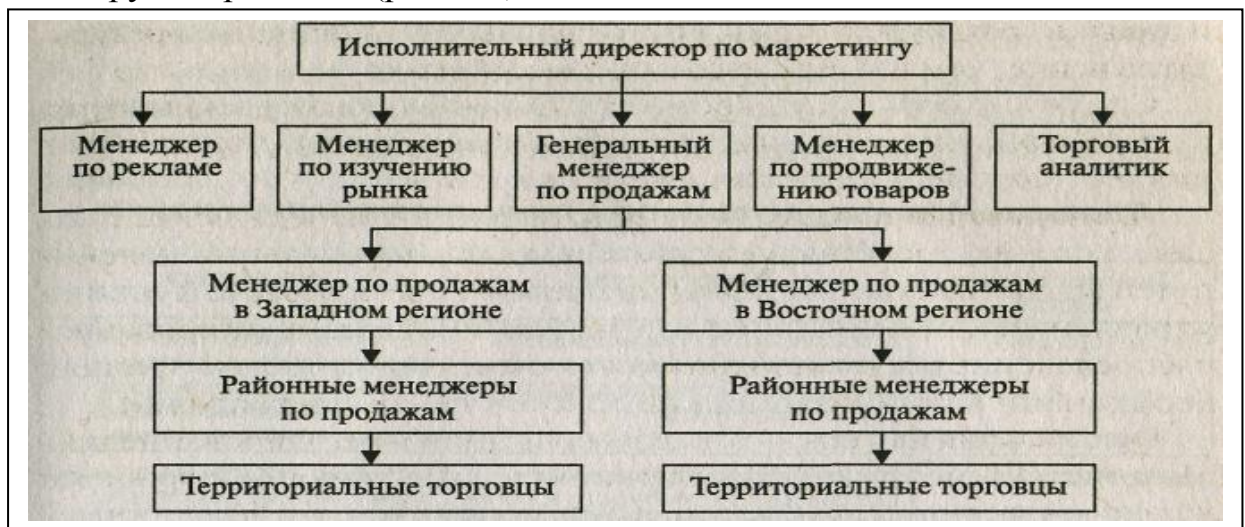 Исполнительный директор по маркетингу
Менеджер
по рекламе
Менеджер
по изучению
рынка
Генеральный
менеджер
по продажам
Менеджер
по продвиже-
нию товаров
Торговый
аналитик
Менеджер по продажам
в Западном регионе
Менеджер по продажам
в Восточном регионе
Районные менеджеры
по продажам
Районные менеджеры
по продажам
Территориальные торговцы
Территориальные торговцы